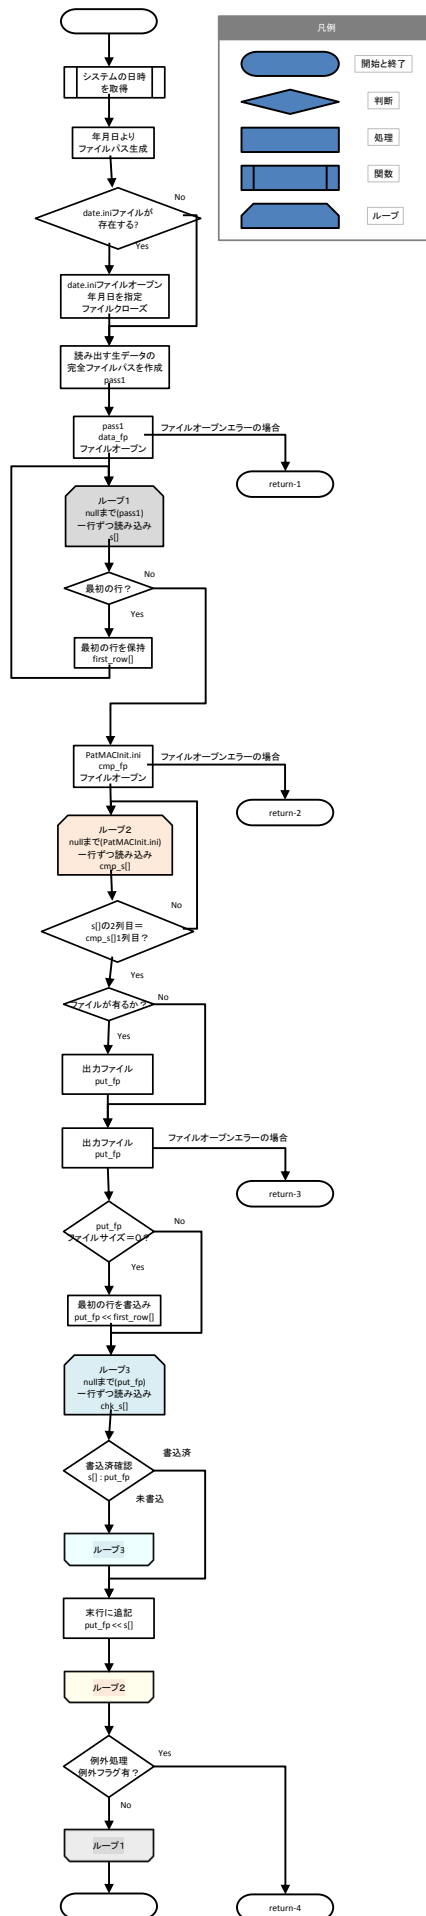 凡例
開始と終了
判断
処理
関数
ループ
システムの日時
を取得
年月日より
ファイルパス生成
No
date.iniファイルが
存在する?
Yes
date.iniファイルオープン
年月日を指定
ファイルクローズ
読み出す生データの
完全ファイルパスを作成
pass1
pass1
data_fp
ファイルオープン
ファイルオープンエラーの場合
return-1
ループ1
nullまで(pass1)
一行ずつ読み込み
s[]
No
最初の行？
Yes
最初の行を保持
first_row[]
PatMACInit.ini
cmp_fp
ファイルオープン
ファイルオープンエラーの場合
return-2
ループ2
nullまで(PatMACInit.ini)
一行ずつ読み込み
cmp_s[]
No
s[]の2列目＝
cmp_s[]1列目？
Yes
ファイルが有るか？
No
Yes
出力ファイル
put_fp
出力ファイル
put_fp
ファイルオープンエラーの場合
return-3
put_fp
ファイルサイズ＝0？
No
Yes
最初の行を書込み
put_fp << first_row[]
ループ3
nullまで(put_fp)
一行ずつ読み込み
chk_s[]
書込済
書込済確認
s[] : put_fp
未書込
ループ3
末行に追記
put_fp << s[]
ループ2
例外処理
例外フラグ有？
Yes
No
ループ1
return-4